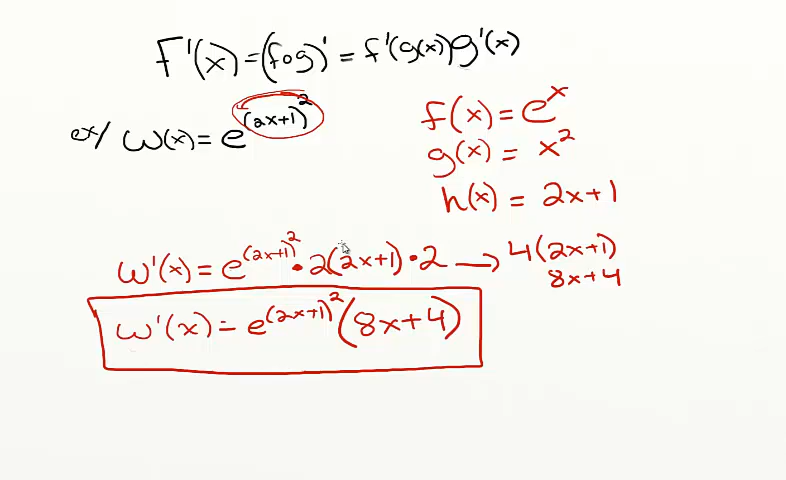 F'(x) = (fog)' = f'(g(x))g'(x)
ex/ w(x) = e^(2x+1)^2
f(x) = e^x
g(x) = x^2
h(x) = 2x+1
w'(x) = e^(2x+1)^2 • 2(2x+1) • 2 → 4(2x+1)
8x+4
w'(x) = e^(2x+1)^2 (8x+4)